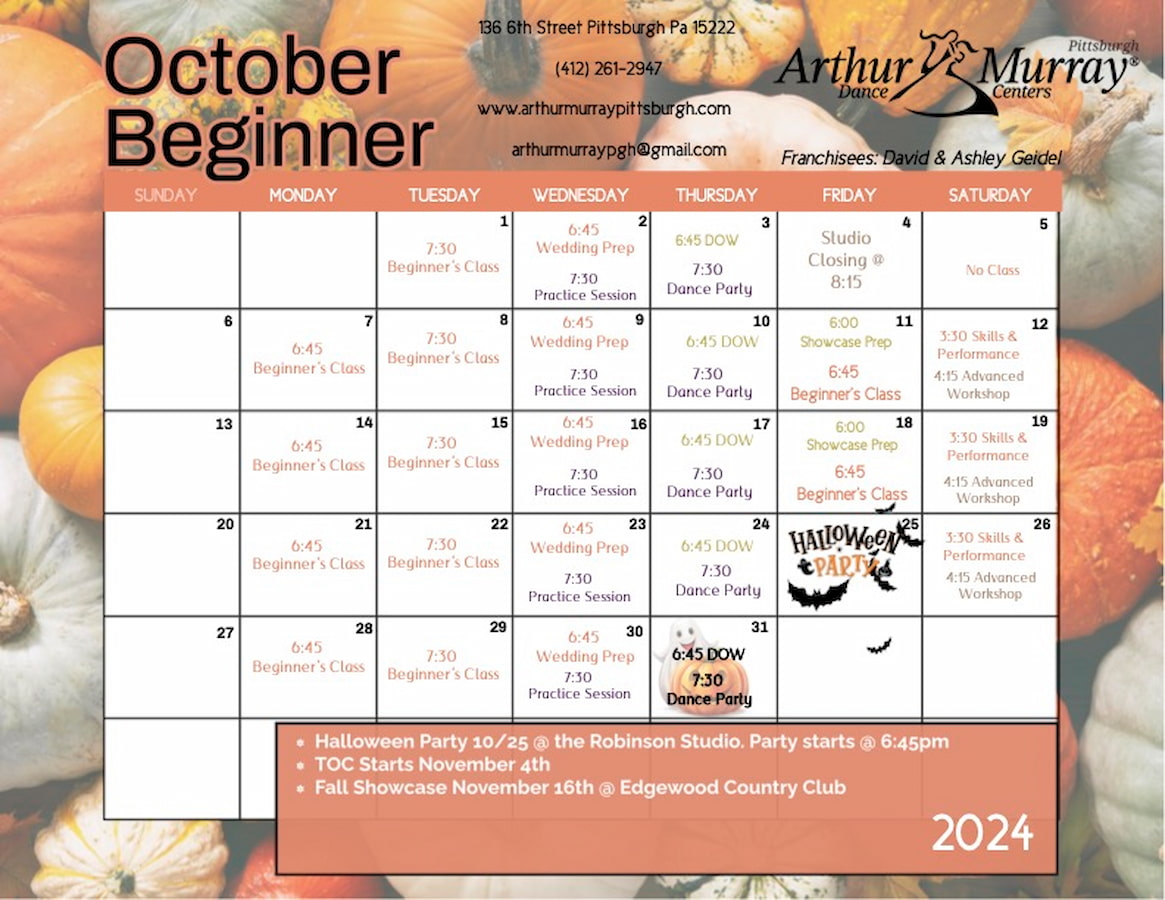 136 6th Street Pittsburgh Pa 15222
(412) 261-2947
www.arthurmurraypittsburgh.com
arthurmurraypgh@gmail.com
October
Beginner
Pittsburgh
Arthur Murray®
Dance Centers
Franchisees: David & Ashley Geidel
SUNDAY MONDAY TUESDAY WEDNESDAY THURSDAY FRIDAY SATURDAY
1
7:30
Beginner's Class
2
6:45
Wedding Prep
7:30
Practice Session
3
6:45 DOW
7:30
Dance Party
4
Studio
Closing @
8:15
5
No Class
6
7
6:45
Beginner's Class
8
7:30
Beginner's Class
9
6:45
Wedding Prep
7:30
Practice Session
10
6:45 DOW
7:30
Dance Party
11
6:00
Showcase Prep
6:45
Beginner's Class
12
3:30 Skills &
Performance
4:15 Advanced
Workshop
13
14
6:45
Beginner's Class
15
7:30
Beginner's Class
16
6:45
Wedding Prep
7:30
Practice Session
17
6:45 DOW
7:30
Dance Party
18
6:00
Showcase Prep
6:45
Beginner's Class
19
3:30 Skills &
Performance
4:15 Advanced
Workshop
20
21
6:45
Beginner's Class
22
7:30
Beginner's Class
23
6:45
Wedding Prep
7:30
Practice Session
24
6:45 DOW
7:30
Dance Party
25
HALLOWEEN
PARTY
26
3:30 Skills &
Performance
4:15 Advanced
Workshop
27
28
6:45
Beginner's Class
29
7:30
Beginner's Class
30
6:45
Wedding Prep
7:30
Practice Session
31
6:45 DOW
7:30
Dance Party
Halloween Party 10/25 @ the Robinson Studio. Party starts @ 6:45pm
TOC Starts November 4th
Fall Showcase November 16th @ Edgewood Country Club
2024